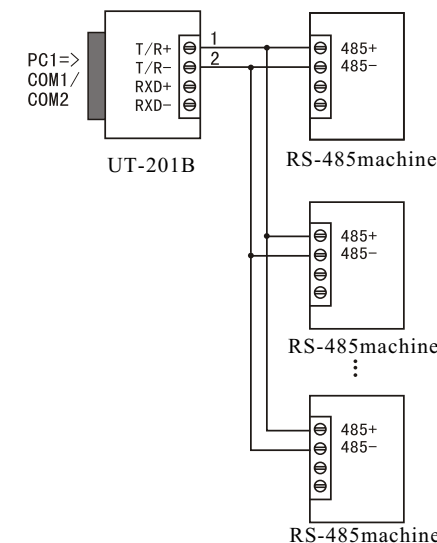 PC1=>
COM1/
COM2
T/R+
T/R-
RXD+
RXD-
1
2
UT-201B
485+
485-
RS-485machine
485+
485-
RS-485machine
485+
485-
RS-485machine